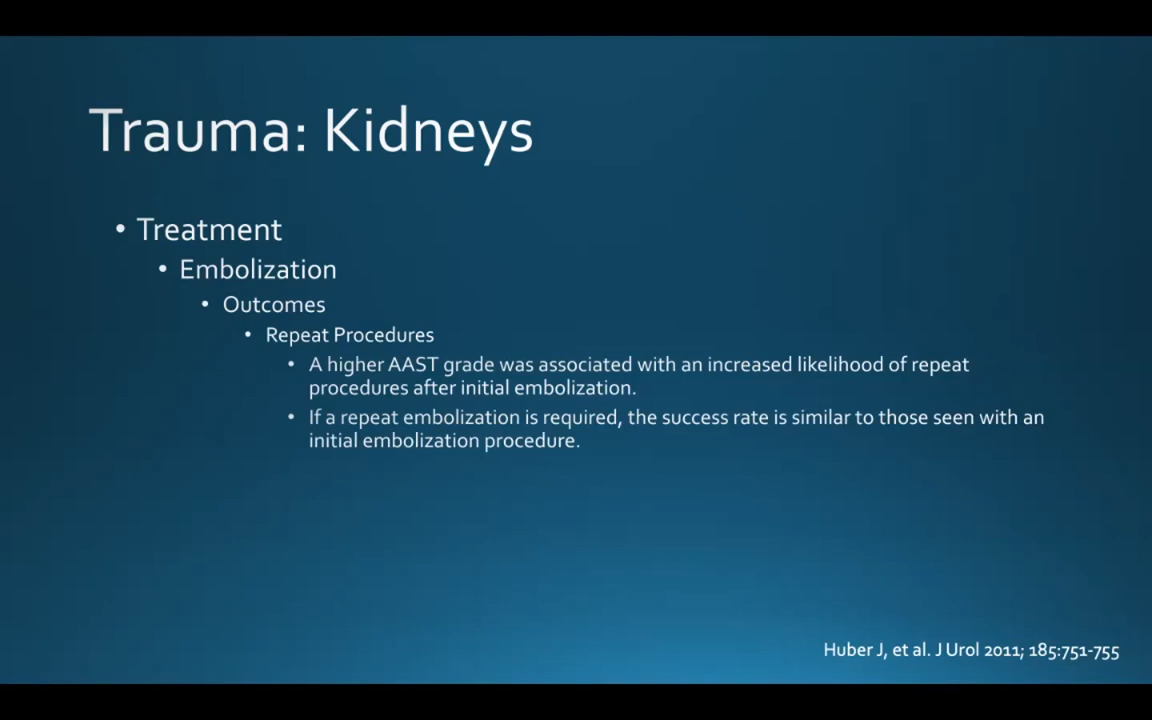 Trauma: Kidneys
• Treatment
• Embolization
• Outcomes
• Repeat Procedures
• A higher AAST grade was associated with an increased likelihood of repeat
procedures after initial embolization.
• If a repeat embolization is required, the success rate is similar to those seen with an
initial embolization procedure.
Huber J, et al. J Urol 2011; 185:751-755